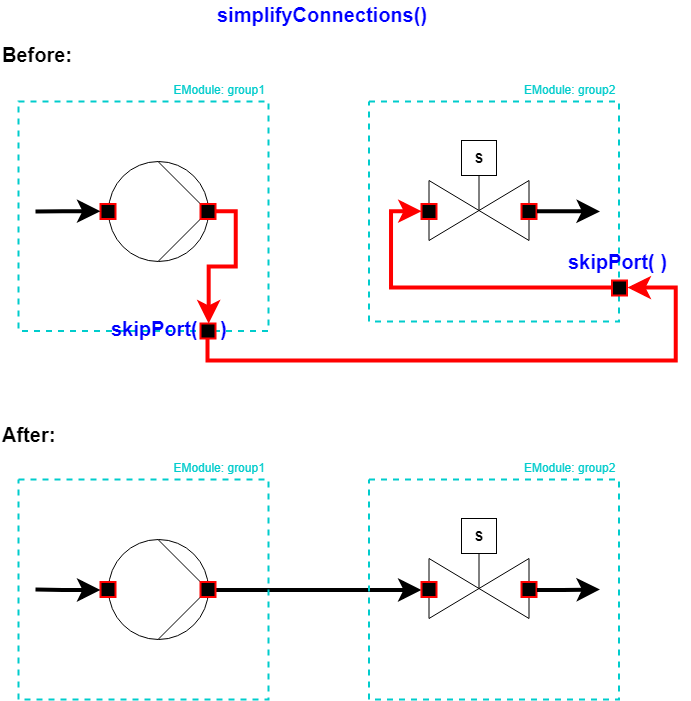 simplifyConnections()
Before:
EModule: group1
EModule: group2
s
skipPort( )
skipPort( )
After:
EModule: group1
EModule: group2
s